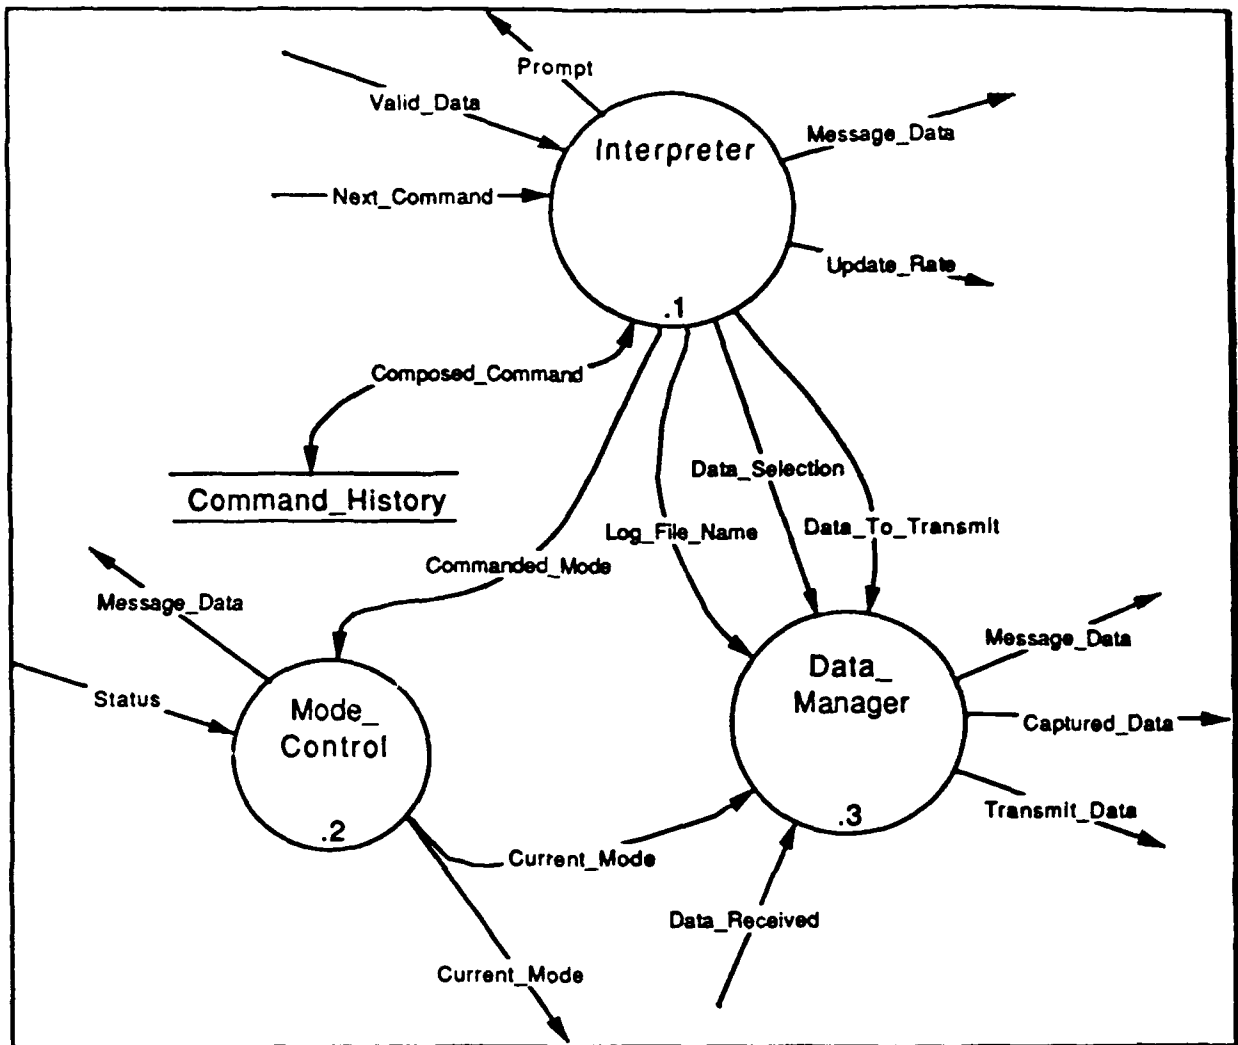 Prompt
Valid_Data
Interpreter
Message_Data
Next_Command
Update_Rate
.1
Composed_Command
Data_Selection
Command_History
Log_File_Name
Data_To_Transmit
Commanded_Mode
Message_Data
Message_Data
Status
Mode_
Control
Data_
Manager
Captured_Data
Transmit_Data
.2
.3
Current_Mode
Data_Received
Current_Mode